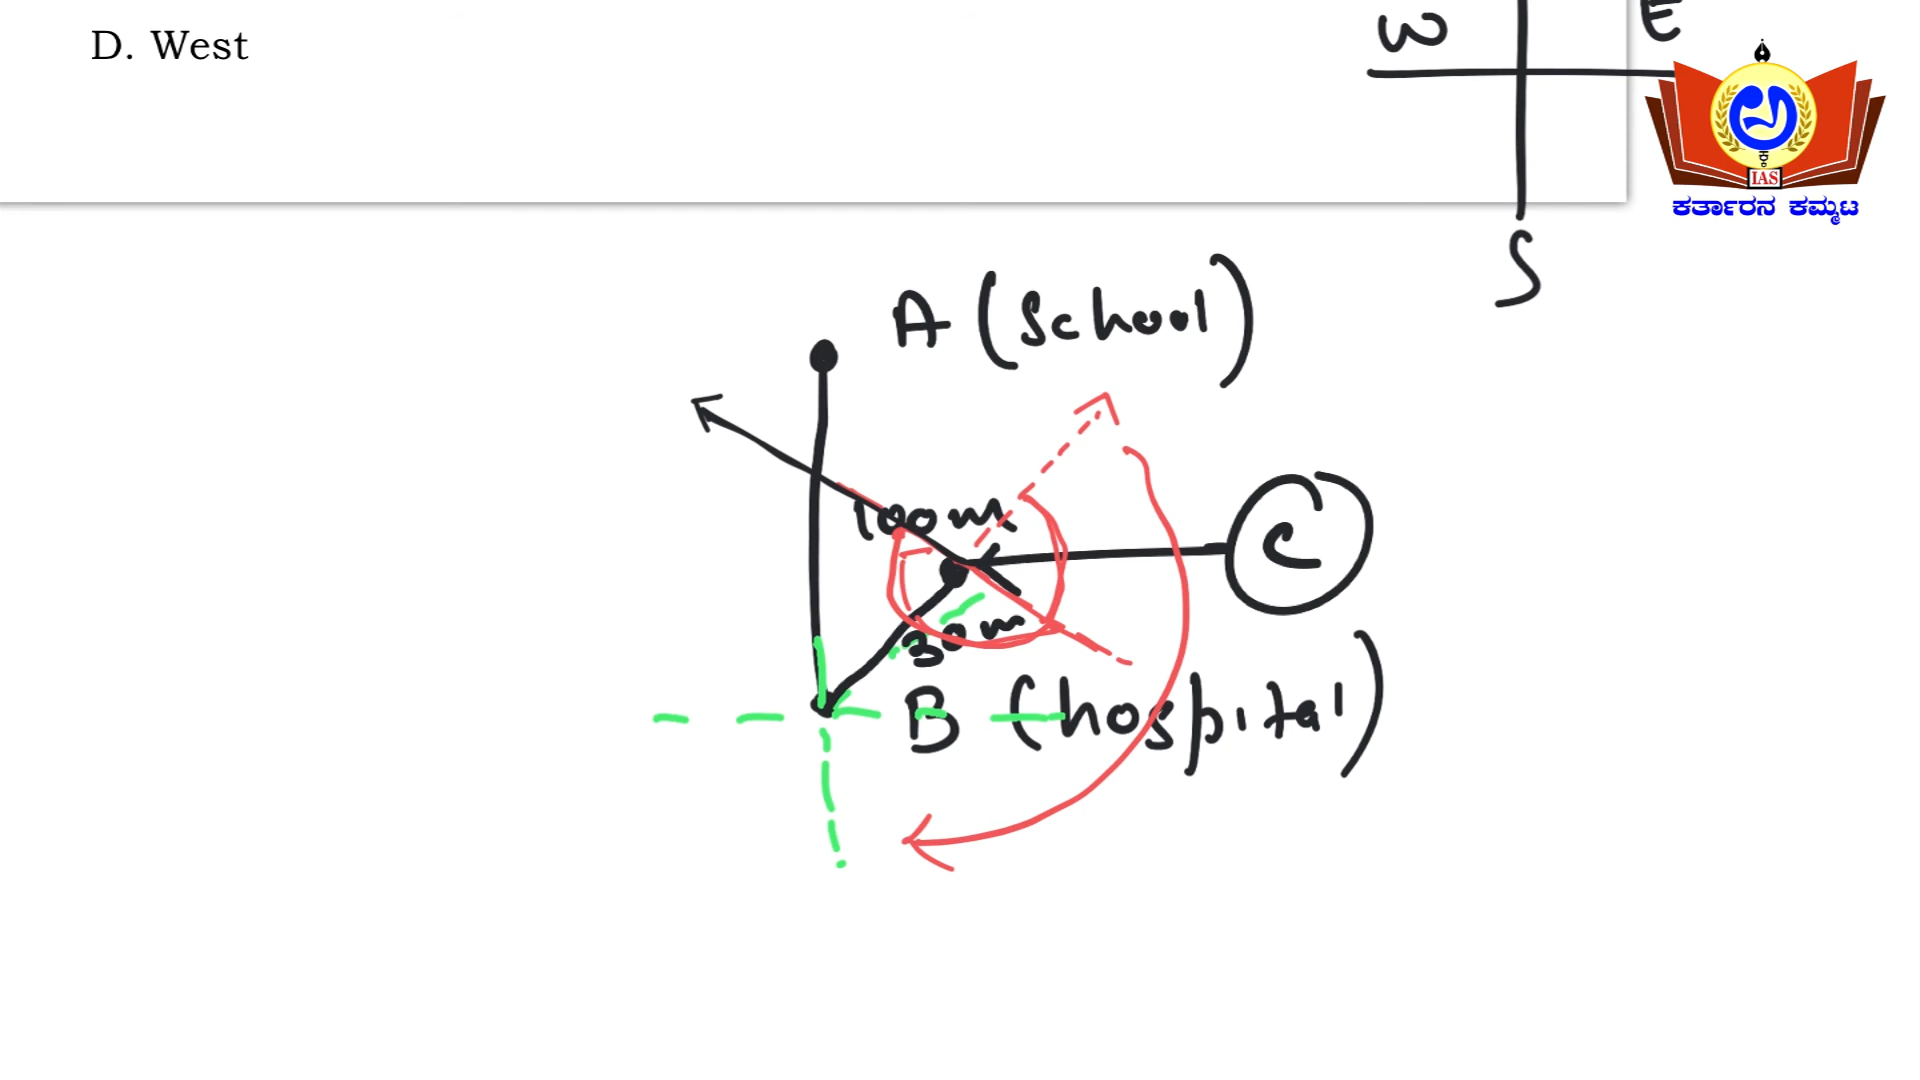 D. West
W E
IAS
ಕರ್ತಾರನ ಕಮ್ಮಟ
S
A (School)
100m
C
30m
B (hospital)